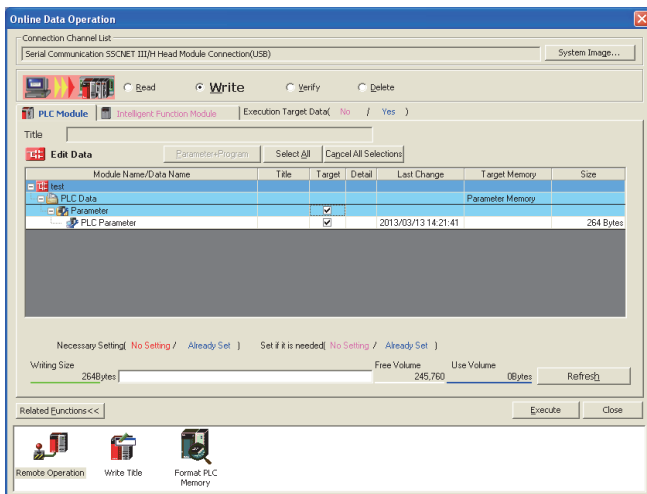 Online Data Operation
Connection Channel List
Serial Communication SSCNET III/H Head Module Connection(USB)
System Image...
Read
Write
Verify
Delete
PLC Module
Intelligent Function Module
Execution Target Data( No / Yes )
Title
Edit Data
Parameter+Program
Select All
Cancel All Selections
Module Name/Data Name Title Target Detail Last Change Target Memory Size
test
PLC Data Parameter Memory
Parameter
PLC Parameter 2013/03/13 14:21:41 264 Bytes
Necessary Setting( No Setting / Already Set ) Set if it is needed( No Setting / Already Set )
Writing Size Free Volume Use Volume
264Bytes 245,760 0Bytes Refresh
Related Functions<< Execute Close
Remote Operation Write Title Format PLC
Memory